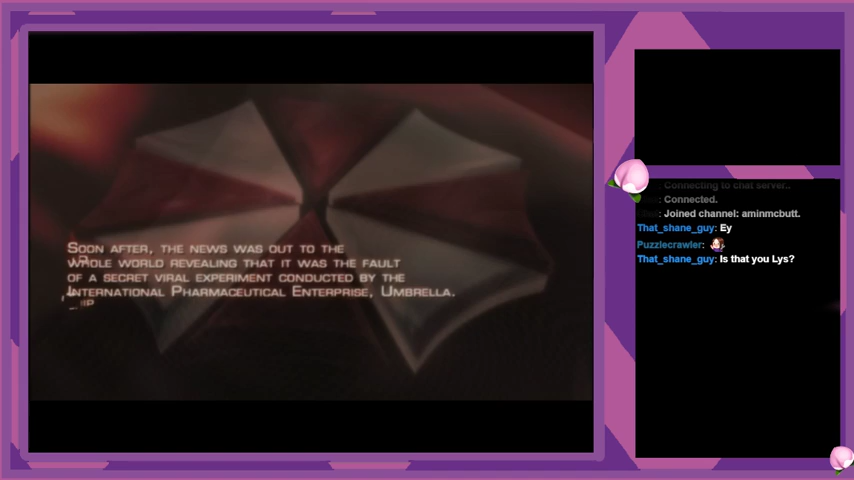 Soon after, the news was out to the
whole world revealing that it was the fault
of a secret viral experiment conducted by the
International Pharmaceutical Enterprise, Umbrella.
: Connecting to chat server..
: Connected.
: Joined channel: aminmcbutt.
That_shane_guy: Ey
Puzzlecrawler:
That_shane_guy: Is that you Lys?